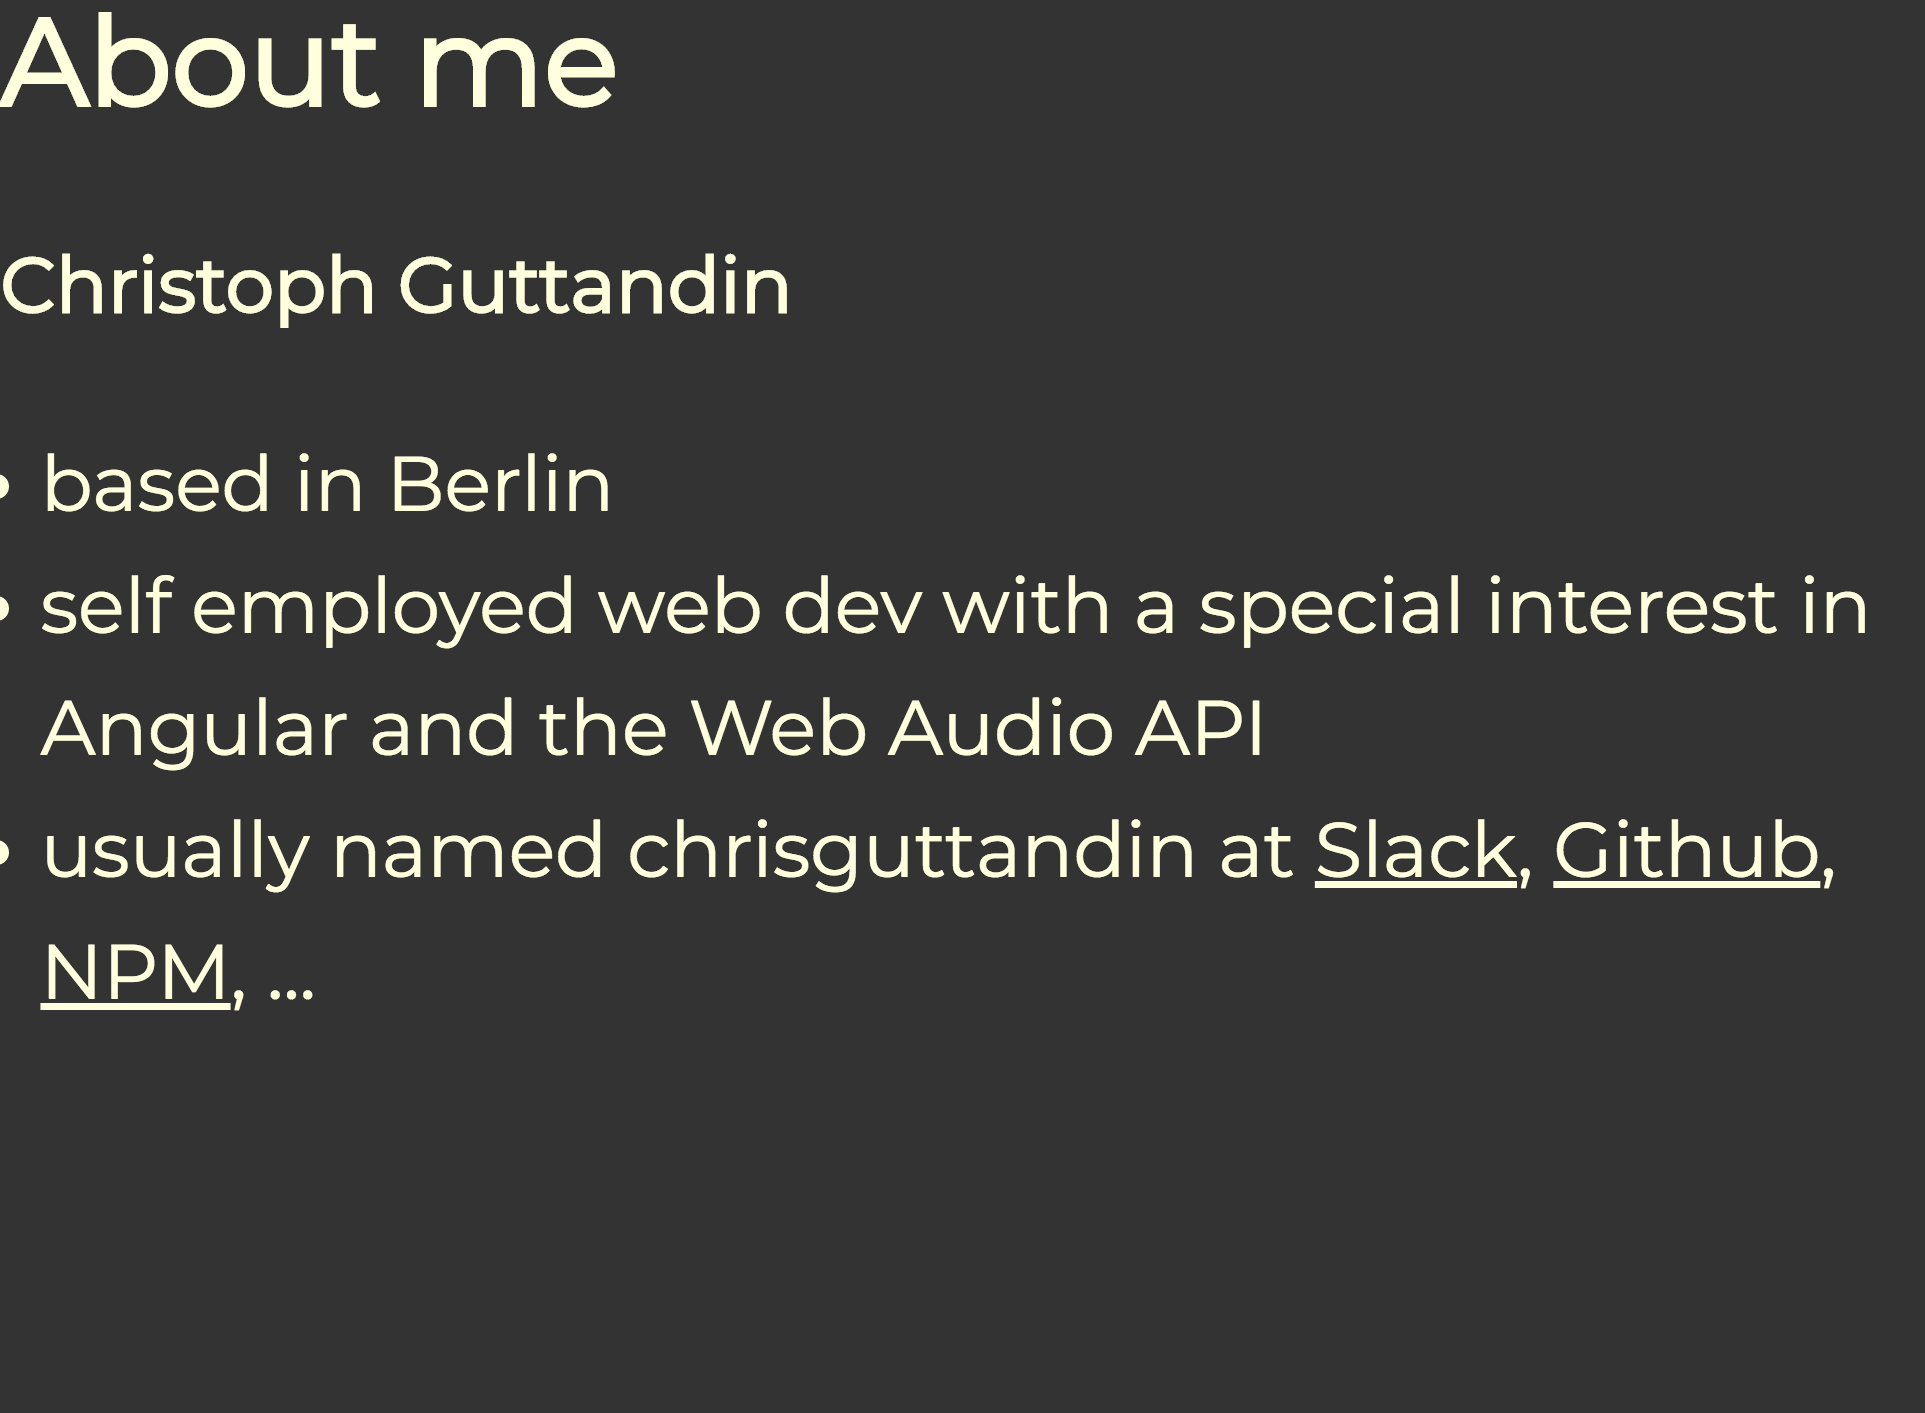 About me
Christoph Guttandin
• based in Berlin
• self employed web dev with a special interest in
Angular and the Web Audio API
• usually named chrisguttandin at Slack, Github,
NPM, ...